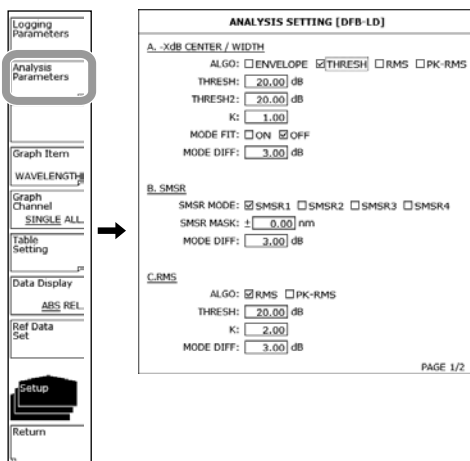 Logging
Parameters
Analysis
Parameters
Graph Item
WAVELENGTH
Graph
Channel
SINGLE ALL
Table
Setting
Data Display
ABS REL
Ref Data
Set
Setup
Return
ANALYSIS SETTING [DFB-LD]
A. -XdB CENTER / WIDTH
ALGO: ☐ENVELOPE ☑THRESH ☐RMS ☐PK-RMS
THRESH: 20.00 dB
THRESH2: 20.00 dB
K: 1.00
MODE FIT: ☐ON ☑OFF
MODE DIFF: 3.00 dB
B. SMSR
SMSR MODE: ☑SMSR1 ☐SMSR2 ☐SMSR3 ☐SMSR4
SMSR MASK: ± 0.00 nm
MODE DIFF: 3.00 dB
C.RMS
ALGO: ☑RMS ☐PK-RMS
THRESH: 20.00 dB
K: 2.00
MODE DIFF: 3.00 dB
PAGE 1/2